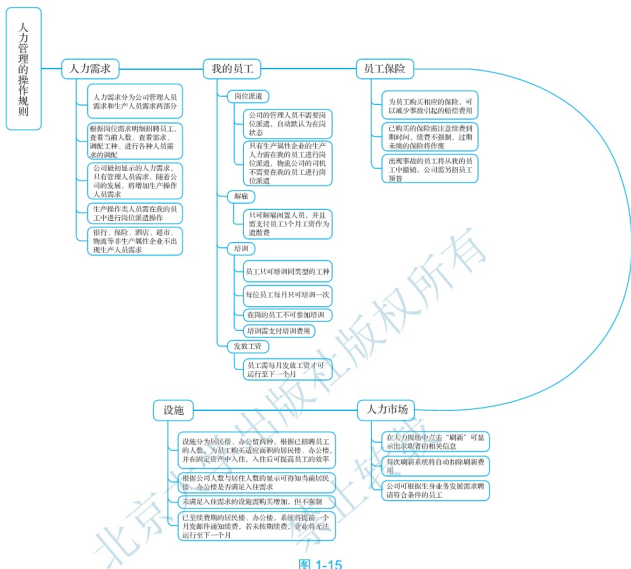 人力管理的操作规则
人力需求
人力需求分为公司管理人员
需求和生产人员需求两部分
根据岗位需求明细招聘员工,
查看当前人数、查看需求、
调配工种、进行各种人员需
求的调配
公司最初显示的人力需求,
只有管理人员需求。随着公
司的发展,将增加生产操作
人员需求
生产操作类人员需在我的员
工中进行岗位派遣操作
银行、保险、酒店、超市、
物流等非生产属性企业不出
现生产人员需求
我的员工
岗位派遣
公司的管理人员不需要岗
位派遣,自动默认为在岗
状态
只有生产属性企业的生产
人力需在我的员工进行岗
位派遣,物流公司的司机
不需要在我的员工进行岗
位派遣
解雇
只可解雇闲置人员,并且
需支付员工3个月工资作为
遣散费
培训
员工只可培训同类型的工种
每位员工每月只可培训一次
在岗的员工不可参加培训
培训需支付培训费用
发放工资
员工需每月发放工资才可
运行至下一个月
员工保险
为员工购买相应的保险,可
以减少事故引起的赔偿费用
已购买的保险需注意续费到
期时间,续费不强制,过期
未续的保险将作废
出现事故的员工将从我的员
工中撤销,公司需另招员工
顶替
设施
设施分为居民楼、办公留两种,根据已招聘员工
的人数,为员工购买适应面积的居民楼、办公楼,
并在固定资产中入住,入住后可提高员工的效率
根据公司人数与居住人数的显示可得知当前居民
楼、办公楼是否满足入住需求
未满足入住需求的设施需购买增加,但不强制
已至续费期的居民楼、办公楼,系统将提前一个
月发邮件通知续费,若未按期续费,企业将无法
运行至下一个月
人力市场
在人力现场中点击“刷新”可显
示出求职者的相关信息
每次刷新系统将自动扣除刷新费
用
公司可根据生身业务发展需求聘
请符合条件的员工
北京大学出版社版权所有
禁止转载
图 1-15